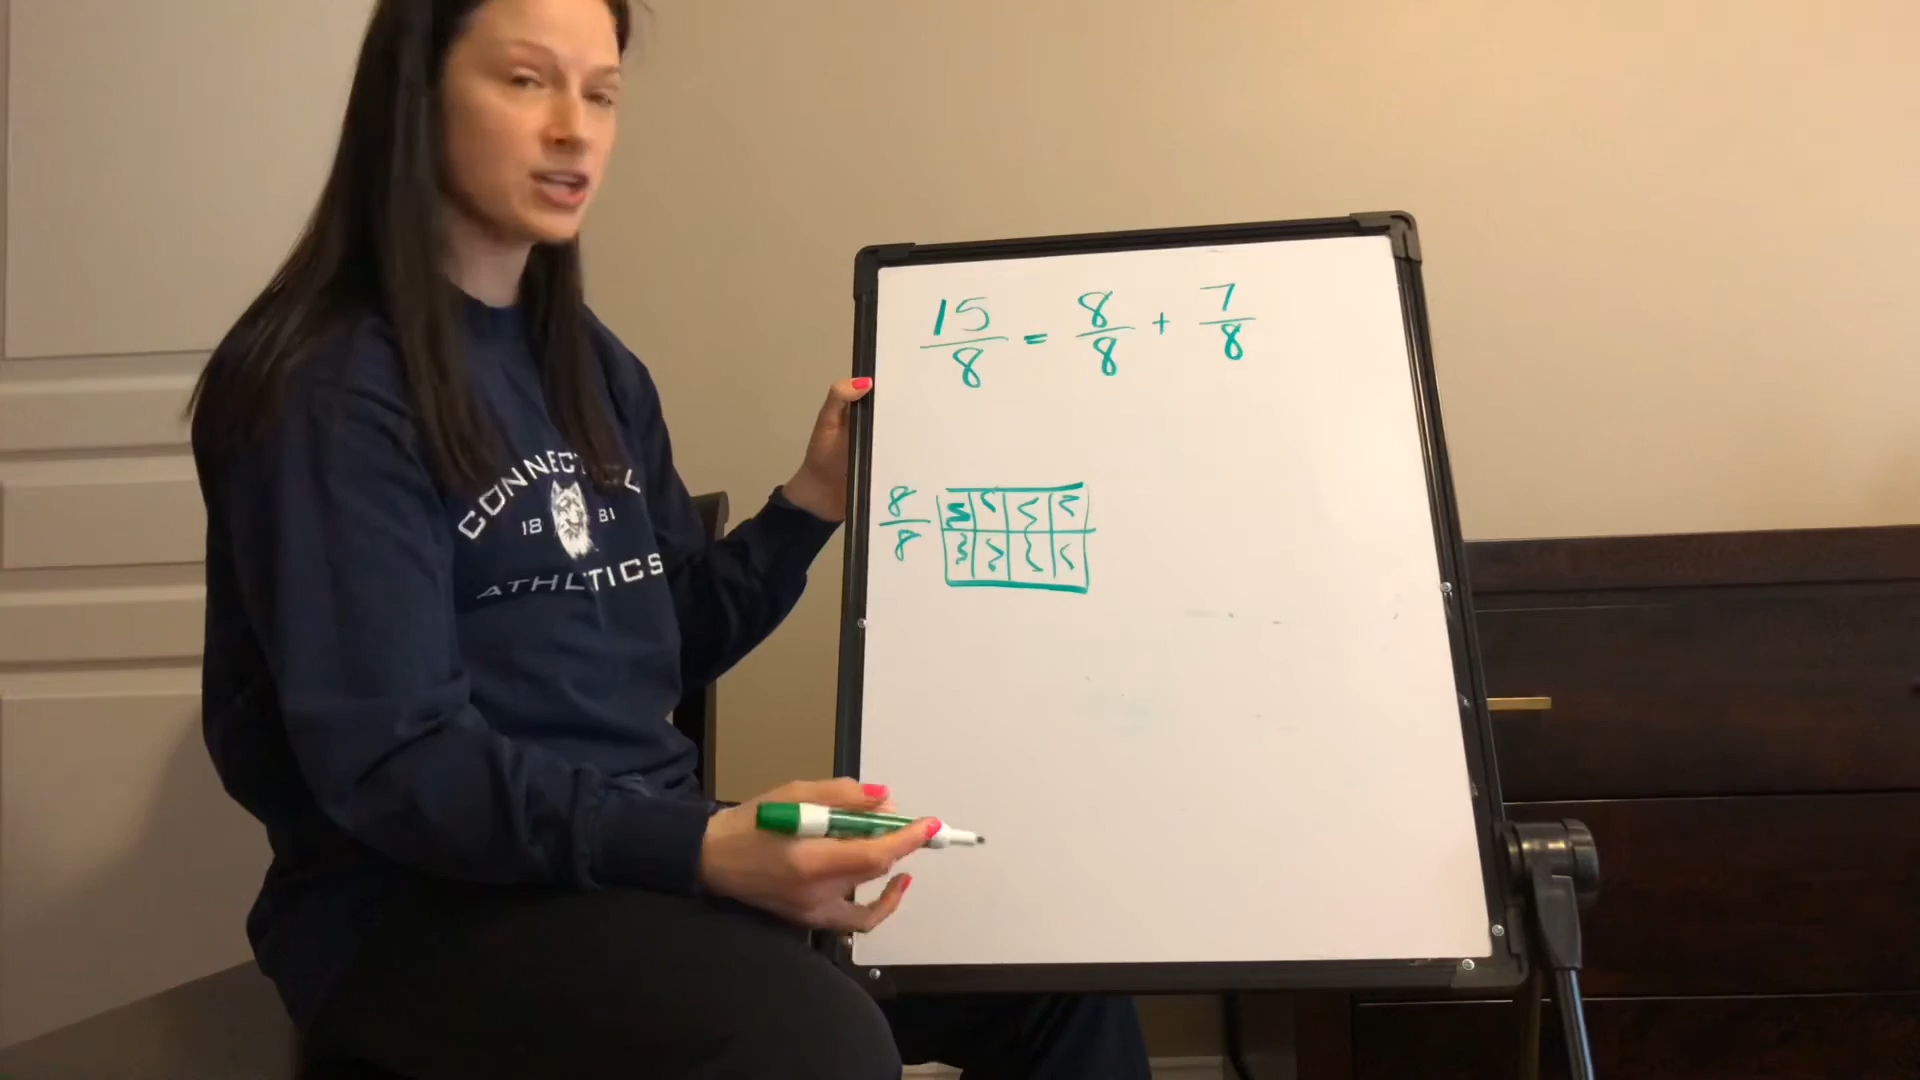 15/8 = 8/8 + 7/8
8/8
CONNECTICUT
18 81
ATHLETICS